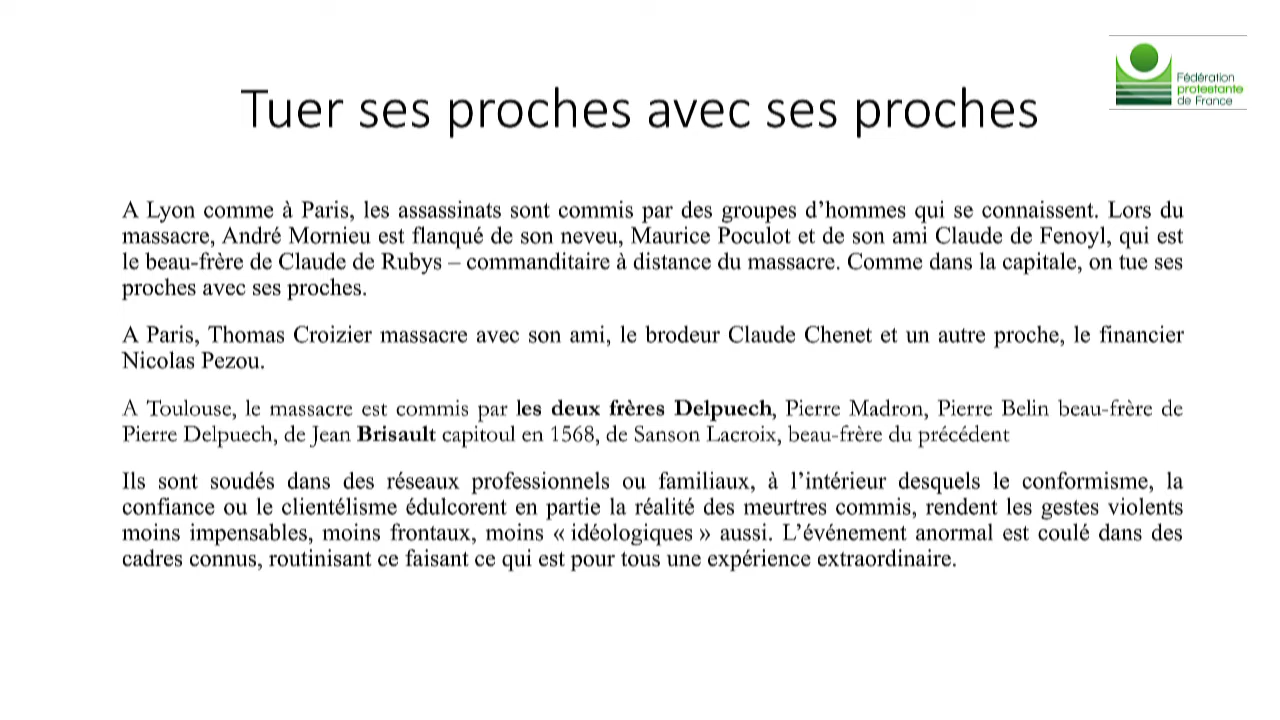 Fédération
protestante
de France
Tuer ses proches avec ses proches
A Lyon comme à Paris, les assassinats sont commis par des groupes d’hommes qui se connaissent. Lors du
massacre, André Mornieu est flanqué de son neveu, Maurice Poculot et de son ami Claude de Fenoyl, qui est
le beau-frère de Claude de Rubys – commanditaire à distance du massacre. Comme dans la capitale, on tue ses
proches avec ses proches.
A Paris, Thomas Croizier massacre avec son ami, le brodeur Claude Chenet et un autre proche, le financier
Nicolas Pezou.
A Toulouse, le massacre est commis par les deux frères Delpuech, Pierre Madron, Pierre Belin beau-frère de
Pierre Delpuech, de Jean Brisault capitoul en 1568, de Sanson Lacroix, beau-frère du précédent
Ils sont soudés dans des réseaux professionnels ou familiaux, à l’intérieur desquels le conformisme, la
confiance ou le clientélisme édulcorent en partie la réalité des meurtres commis, rendent les gestes violents
moins impensables, moins frontaux, moins « idéologiques » aussi. L’événement anormal est coulé dans des
cadres connus, routinisant ce faisant ce qui est pour tous une expérience extraordinaire.